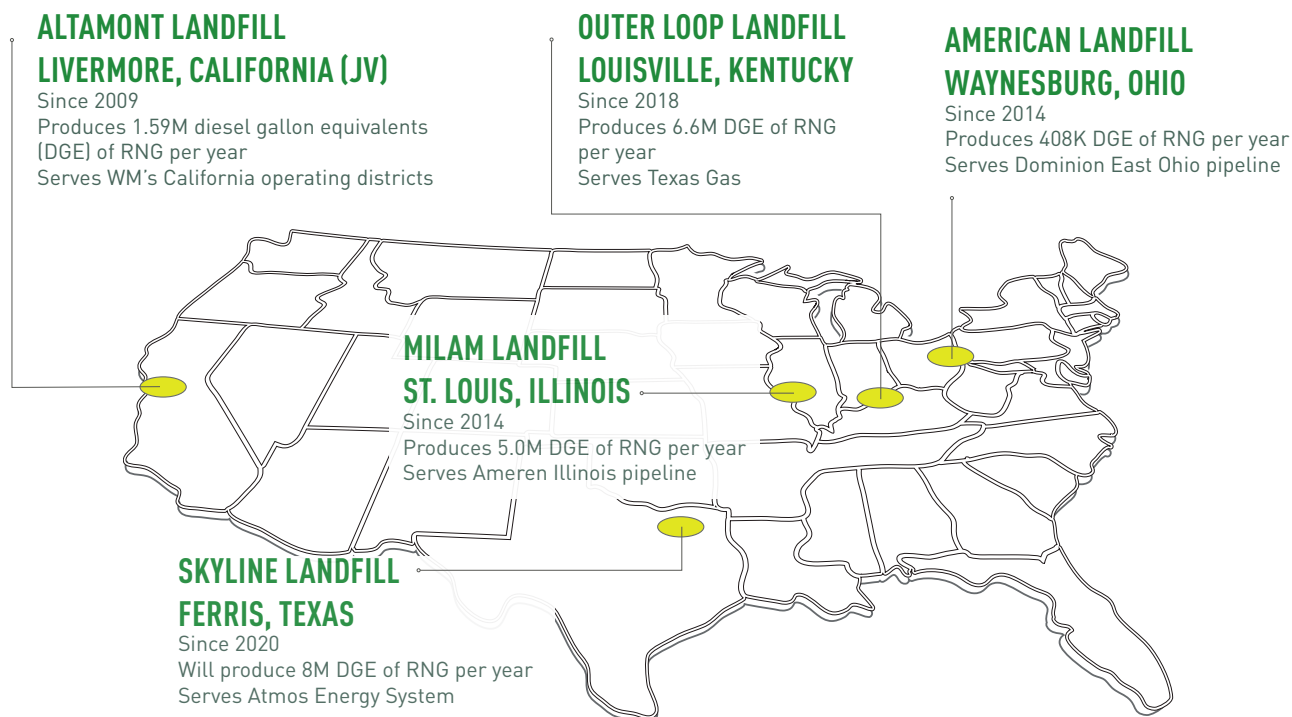 ALTAMONT LANDFILL
LIVERMORE, CALIFORNIA (JV)
Since 2009
Produces 1.59M diesel gallon equivalents
(DGE) of RNG per year
Serves WM’s California operating districts
OUTER LOOP LANDFILL
LOUISVILLE, KENTUCKY
Since 2018
Produces 6.6M DGE of RNG
per year
Serves Texas Gas
AMERICAN LANDFILL
WAYNESBURG, OHIO
Since 2014
Produces 408K DGE of RNG per year
Serves Dominion East Ohio pipeline
MILAM LANDFILL
ST. LOUIS, ILLINOIS
Since 2014
Produces 5.0M DGE of RNG per year
Serves Ameren Illinois pipeline
SKYLINE LANDFILL
FERRIS, TEXAS
Since 2020
Will produce 8M DGE of RNG per year
Serves Atmos Energy System